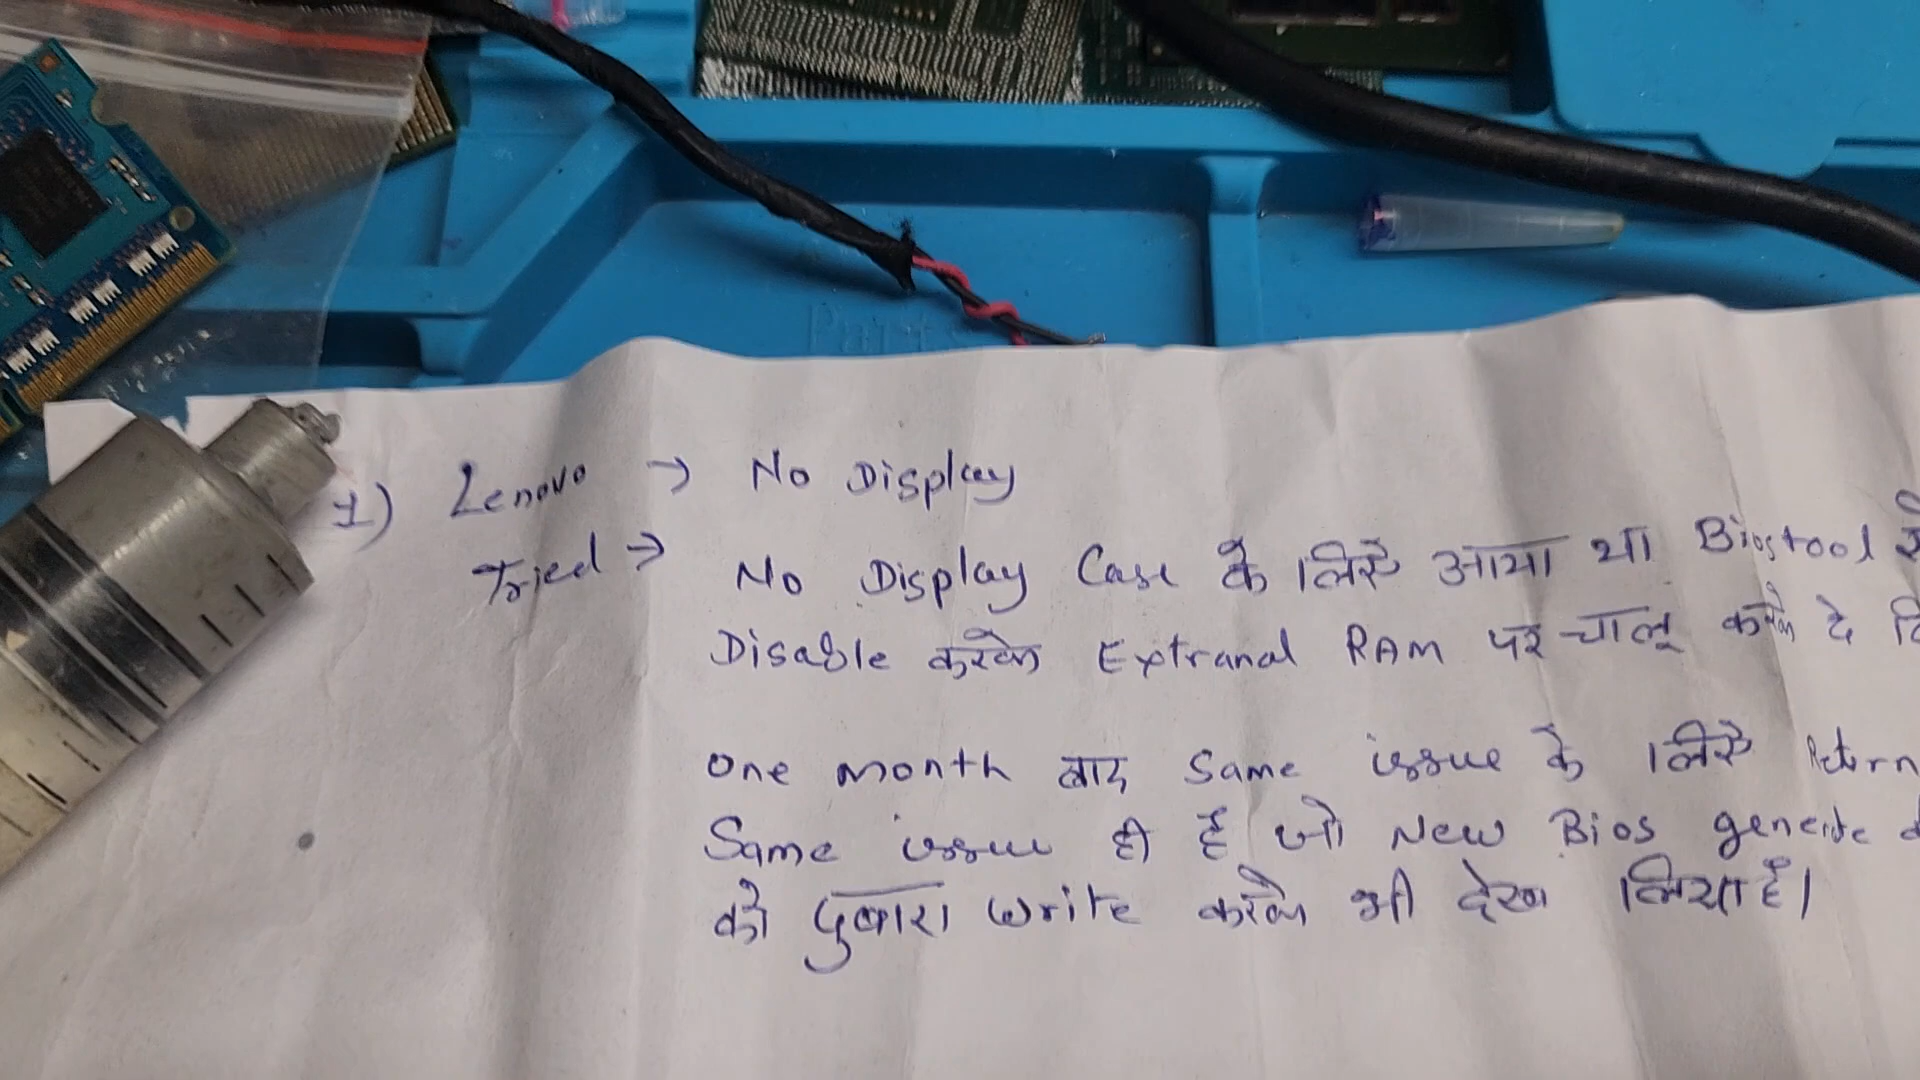 Parts
1) Lenovo → No Display
Tried → No Display Case के लिए आया था Biostool से
Disable करके Extranal RAM पर चालू करके दे
One month बाद Same issue के लिए Return
Same issue ही है जो New Bios generate
को दुबारा Write करके भी देख लिया है।